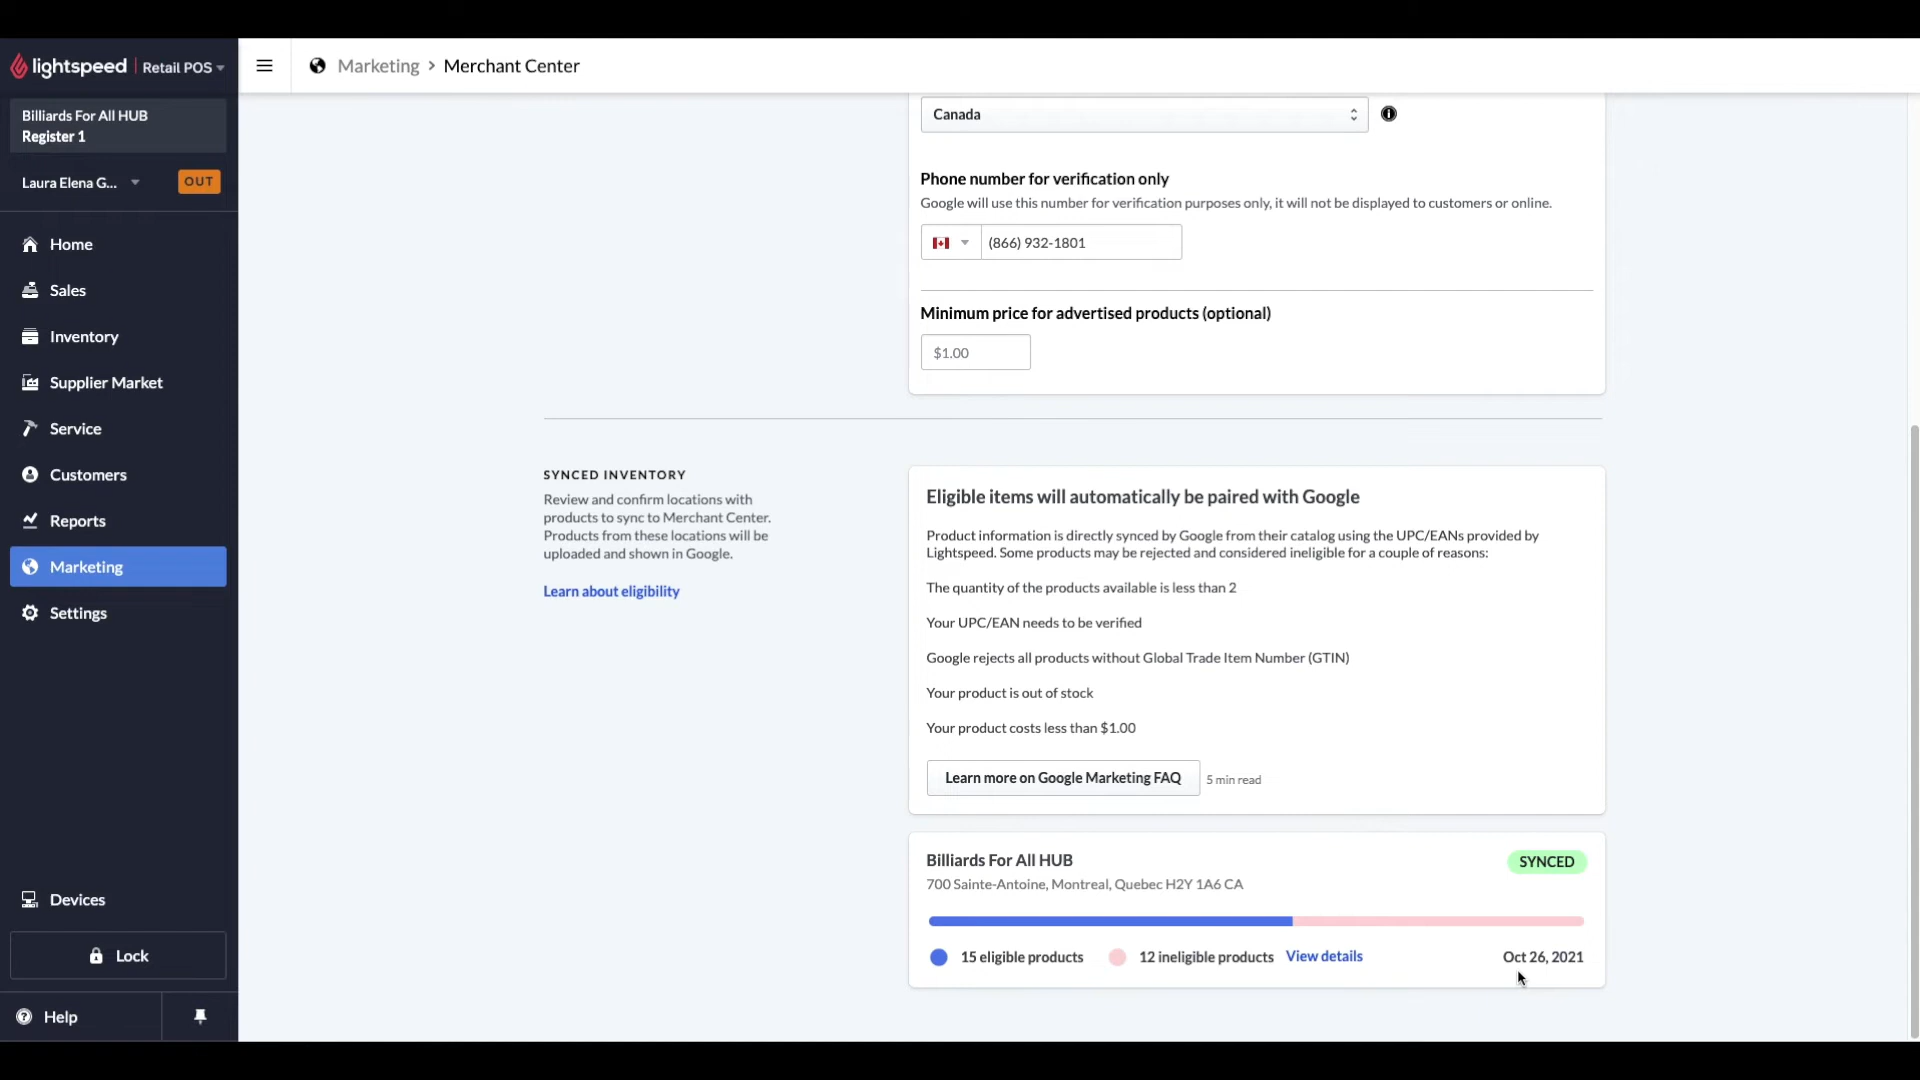 lightspeed Retail POS
Billiards For All HUB
Register 1
Laura Elena G...
OUT
Home
Sales
Inventory
Supplier Market
Service
Customers
Reports
Marketing
Settings
Devices
Lock
Help
Marketing > Merchant Center
Canada
Phone number for verification only
Google will use this number for verification purposes only, it will not be displayed to customers or online.
(866) 932-1801
Minimum price for advertised products (optional)
$1.00
SYNCED INVENTORY
Review and confirm locations with
products to sync to Merchant Center.
Products from these locations will be
uploaded and shown in Google.
Learn about eligibility
Eligible items will automatically be paired with Google
Product information is directly synced by Google from their catalog using the UPC/EANs provided by
Lightspeed. Some products may be rejected and considered ineligible for a couple of reasons:
The quantity of the products available is less than 2
Your UPC/EAN needs to be verified
Google rejects all products without Global Trade Item Number (GTIN)
Your product is out of stock
Your product costs less than $1.00
Learn more on Google Marketing FAQ 5 min read
Billiards For All HUB
SYNCED
700 Sainte-Antoine, Montreal, Quebec H2Y 1A6 CA
15 eligible products 12 ineligible products View details Oct 26, 2021